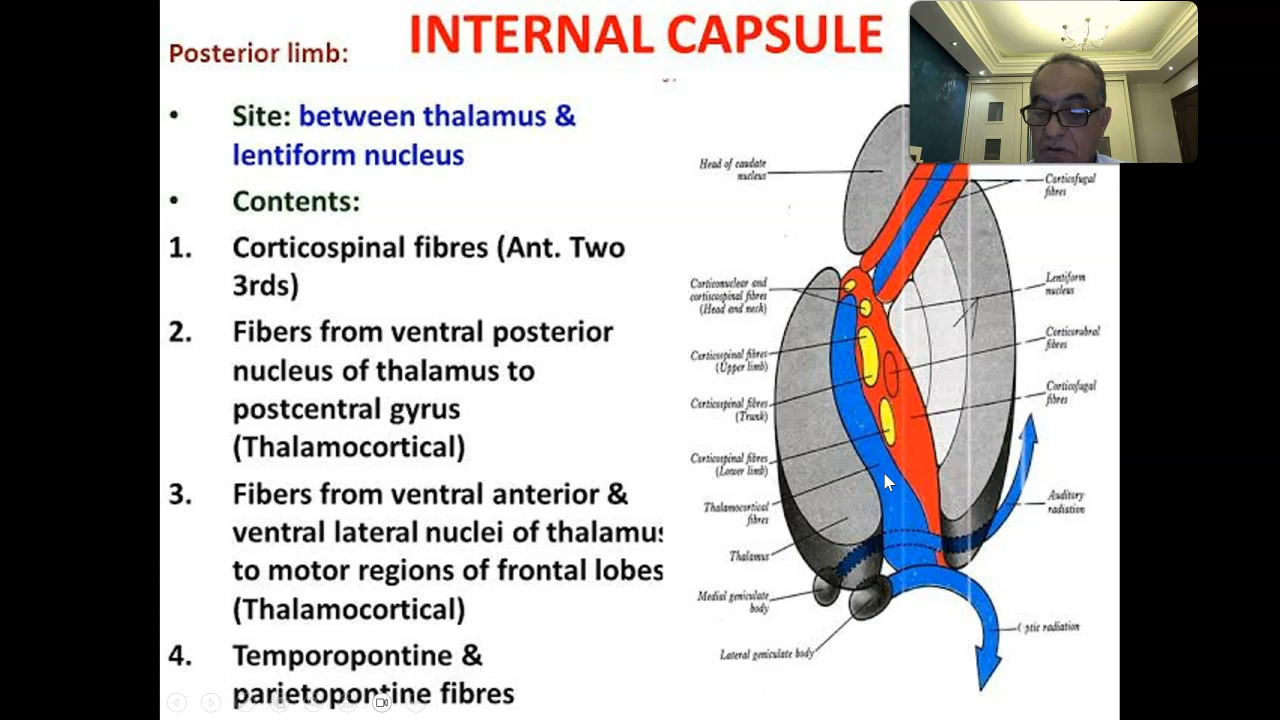 INTERNAL CAPSULE
Posterior limb:
• Site: between thalamus &
lentiform nucleus
• Contents:
1. Corticospinal fibres (Ant. Two
3rds)
2. Fibers from ventral posterior
nucleus of thalamus to
postcentral gyrus
(Thalamocortical)
3. Fibers from ventral anterior &
ventral lateral nuclei of thalamus
to motor regions of frontal lobes
(Thalamocortical)
4. Temporopontine &
parietopontine fibres
Head of caudate
nucleus
Corticonuclear and
corticospinal fibres
(Head and neck)
Corticospinal fibres
(Upper limb)
Corticospinal fibres
(Trunk)
Corticospinal fibres
(Lower limb)
Thalamocortical
fibres
Thalamus
Medial geniculate
body
Lateral geniculate body
Corticofugal
fibres
Lentiform
nucleus
Corticorubral
fibres
Corticofugal
fibres
Auditory
radiation
Optic radiation